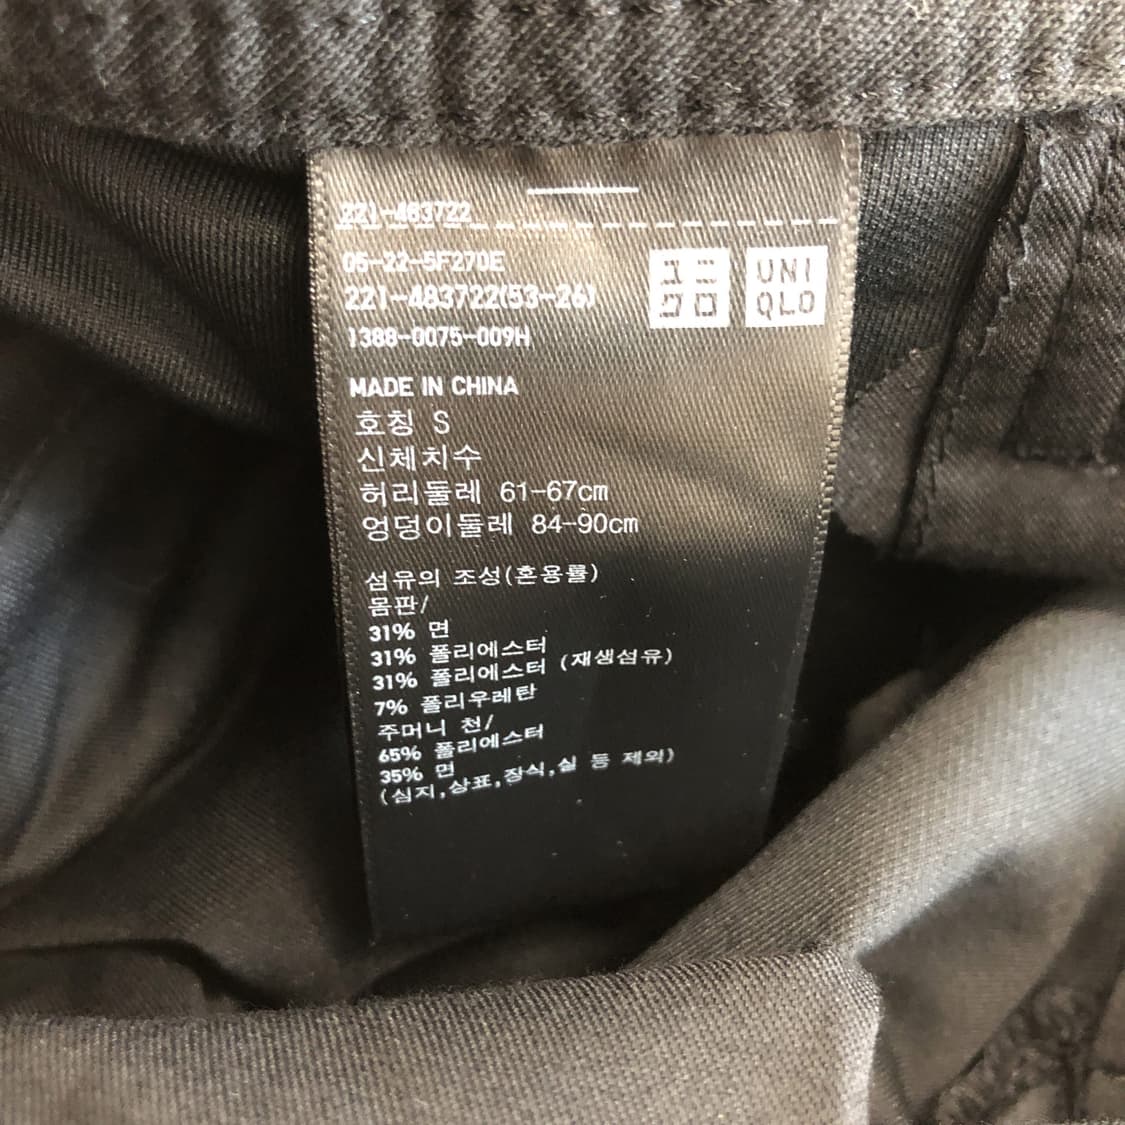 221-483722
05-22-5F270E
221-483722(53-26)
1388-0075-009H
ユニ
クロ
UNI
QLO
MADE IN CHINA
호칭 S
신체치수
허리둘레 61-67cm
엉덩이둘레 84-90cm
섬유의 조성(혼용률)
몸판/
31% 면
31% 폴리에스터
31% 폴리에스터 (재생섬유)
7% 폴리우레탄
주머니 천/
65% 폴리에스터
35% 면
(심지,상표,장식,실 등 제외)